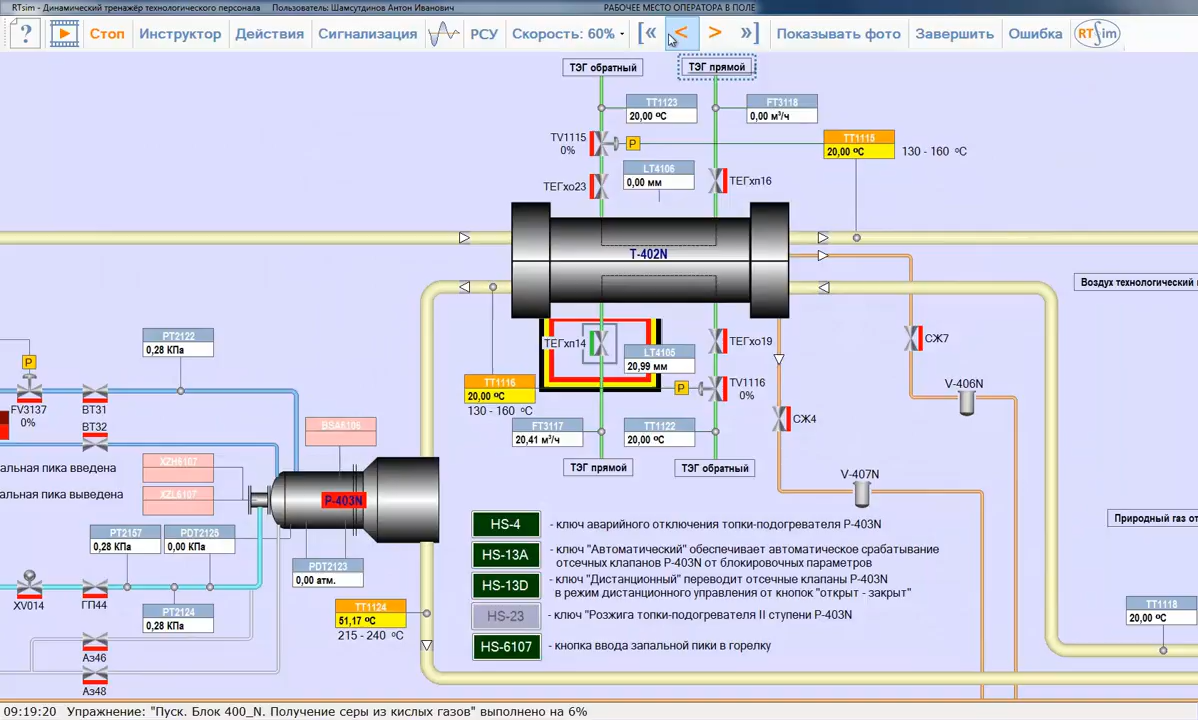 RTsim - Динамический тренажёр технологического персонала    Пользователь: Шамсутдинов Антон Иванович    РАБОЧЕЕ МЕСТО ОПЕРАТОРА В ПОЛЕ
? Стоп Инструктор Действия Сигнализация РСУ Скорость: 60% [« < > »] Показывать фото Завершить Ошибка RTsim
ТЭГ обратный
ТЭГ прямой
TT1123
20,00 ºC
FT3118
0,00 м³/ч
TV1115
0%
P
TT1115
20,00 ºC
130 - 160 ºC
LT4106
0,00 мм
ТЕГхо23
ТЕГхп16
T-402N
Воздух технологический
ТЕГхп14
LT4105
20,99 мм
ТЕГхо19
СЖ7
PT2122
0,28 КПа
P
FV3137
0%
ВТ31
ВТ32
TT1116
20,00 ºC
130 - 160 ºC
P
TV1116
0%
V-406N
СЖ4
BSA6106
FT3117
20,41 м³/ч
TT1122
20,00 ºC
ТЭГ прямой
ТЭГ обратный
альная пика введена
XZH6107
альная пика выведена
XZL6107
P-403N
V-407N
Природный газ от
PT2157
0,28 КПа
PDT2125
0,00 КПа
PDT2123
0,00 атм.
HS-4 - ключ аварийного отключения топки-подогревателя P-403N
HS-13A - ключ "Автоматический" обеспечивает автоматическое срабатывание
отсечных клапанов P-403N от блокировочных параметров
HS-13D - ключ "Дистанционный" переводит отсечные клапаны P-403N
в режим дистанционного управления от кнопок "открыт - закрыт"
HS-23 - ключ "Розжига топки-подогревателя II ступени P-403N
HS-6107 - кнопка ввода запальной пики в горелку
XV014
ГП44
PT2124
0,28 КПа
TT1124
51,17 ºC
215 - 240 ºC
TT1118
20,00 ºC
Аз46
Аз48
09:19:20 Упражнение: "Пуск. Блок 400_N. Получение серы из кислых газов" выполнено на 6%